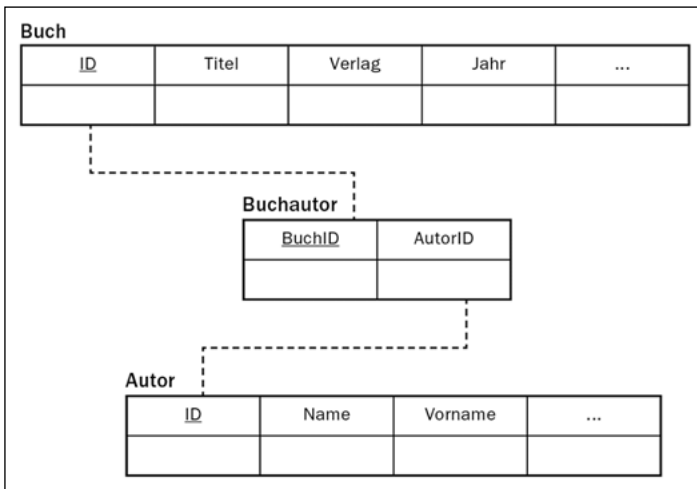 Buch
ID Titel Verlag Jahr ...
Buchautor
BuchID AutorID
Autor
ID Name Vorname ...